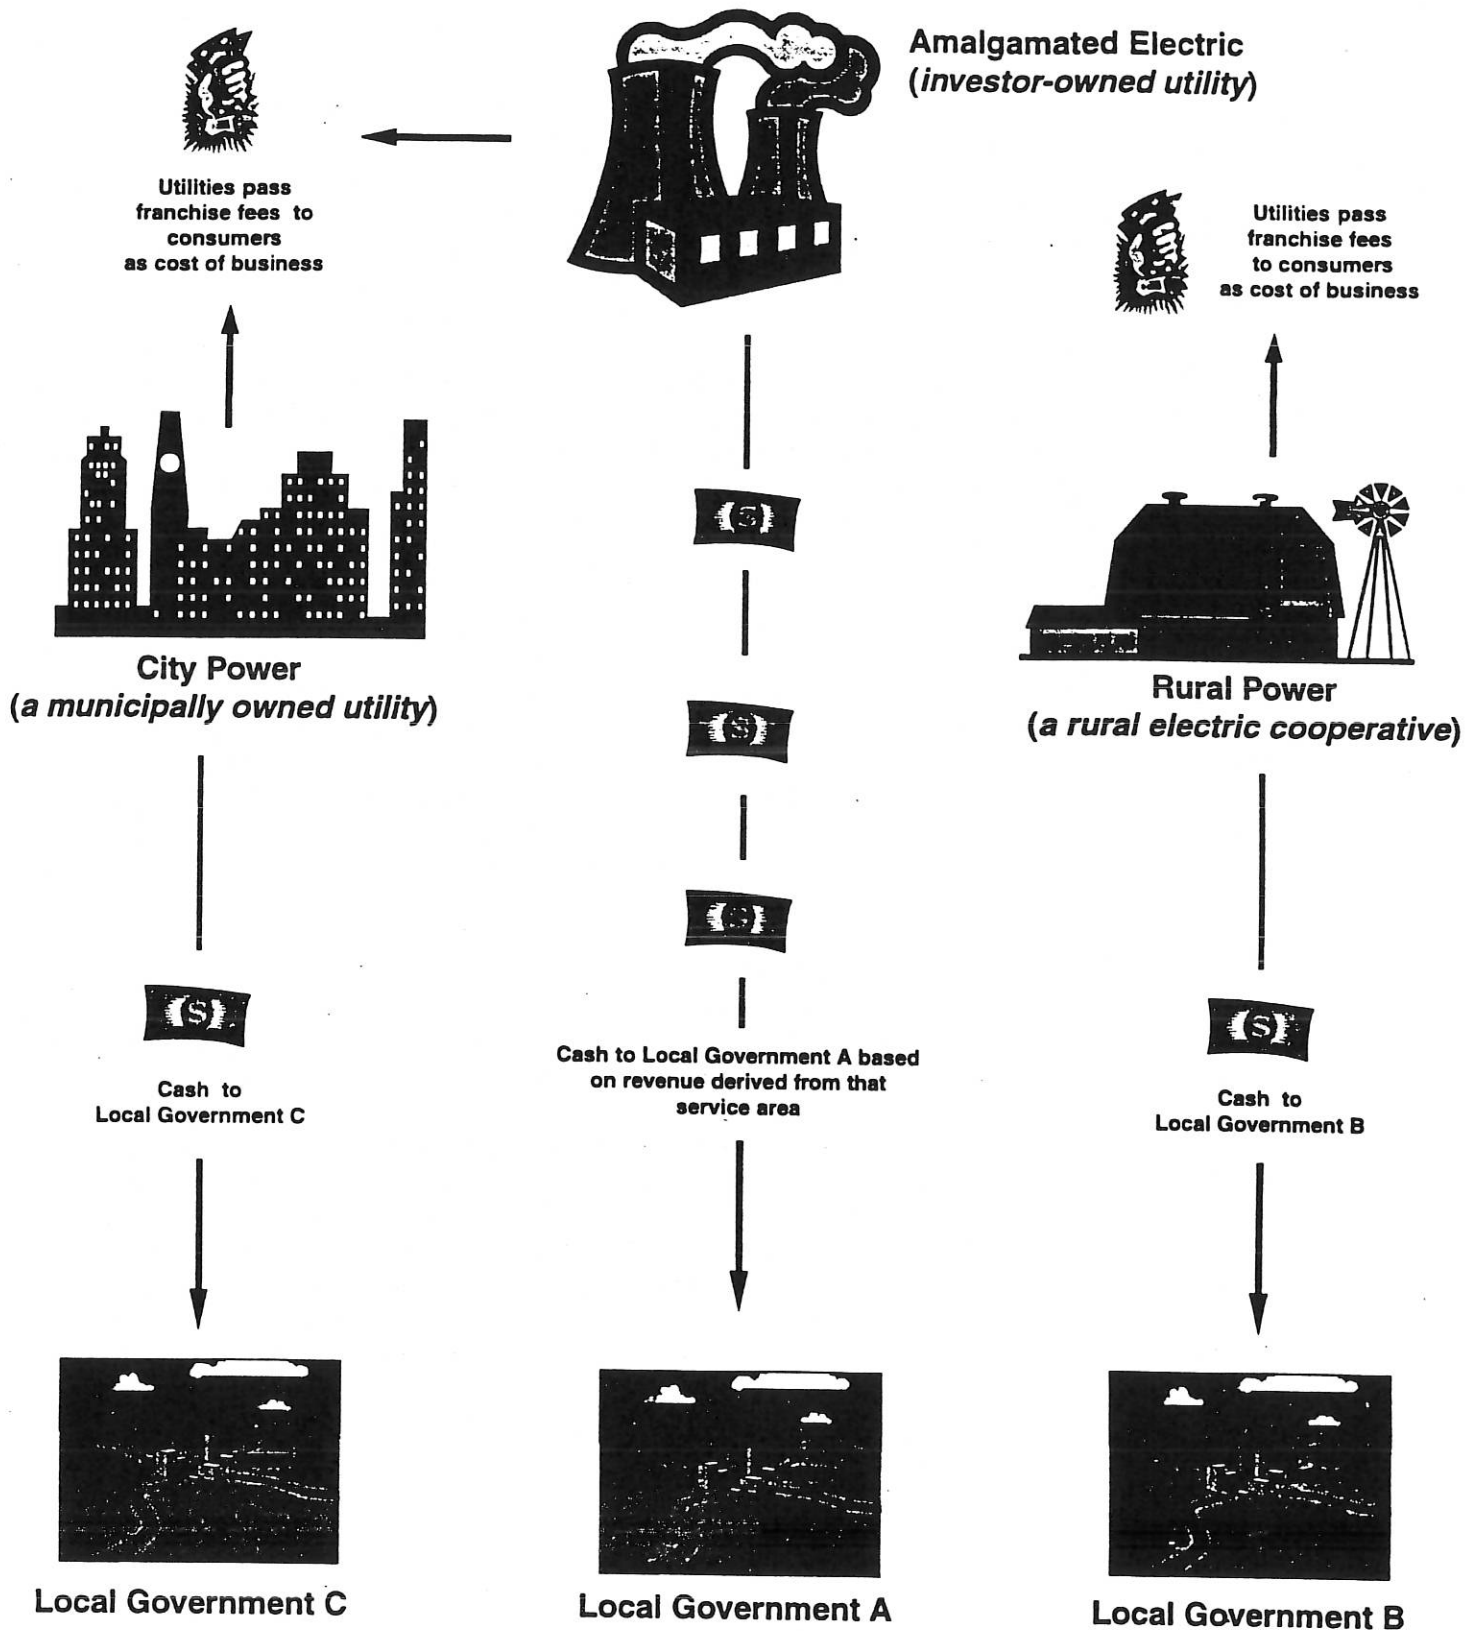 Amalgamated Electric
(investor-owned utility)
Utilities pass
franchise fees to
consumers
as cost of business
Utilities pass
franchise fees
to consumers
as cost of business
$
City Power
(a municipally owned utility)
Rural Power
(a rural electric cooperative)
$
$
$
$
Cash to
Local Government C
Cash to Local Government A based
on revenue derived from that
service area
Cash to
Local Government B
Local Government C
Local Government A
Local Government B